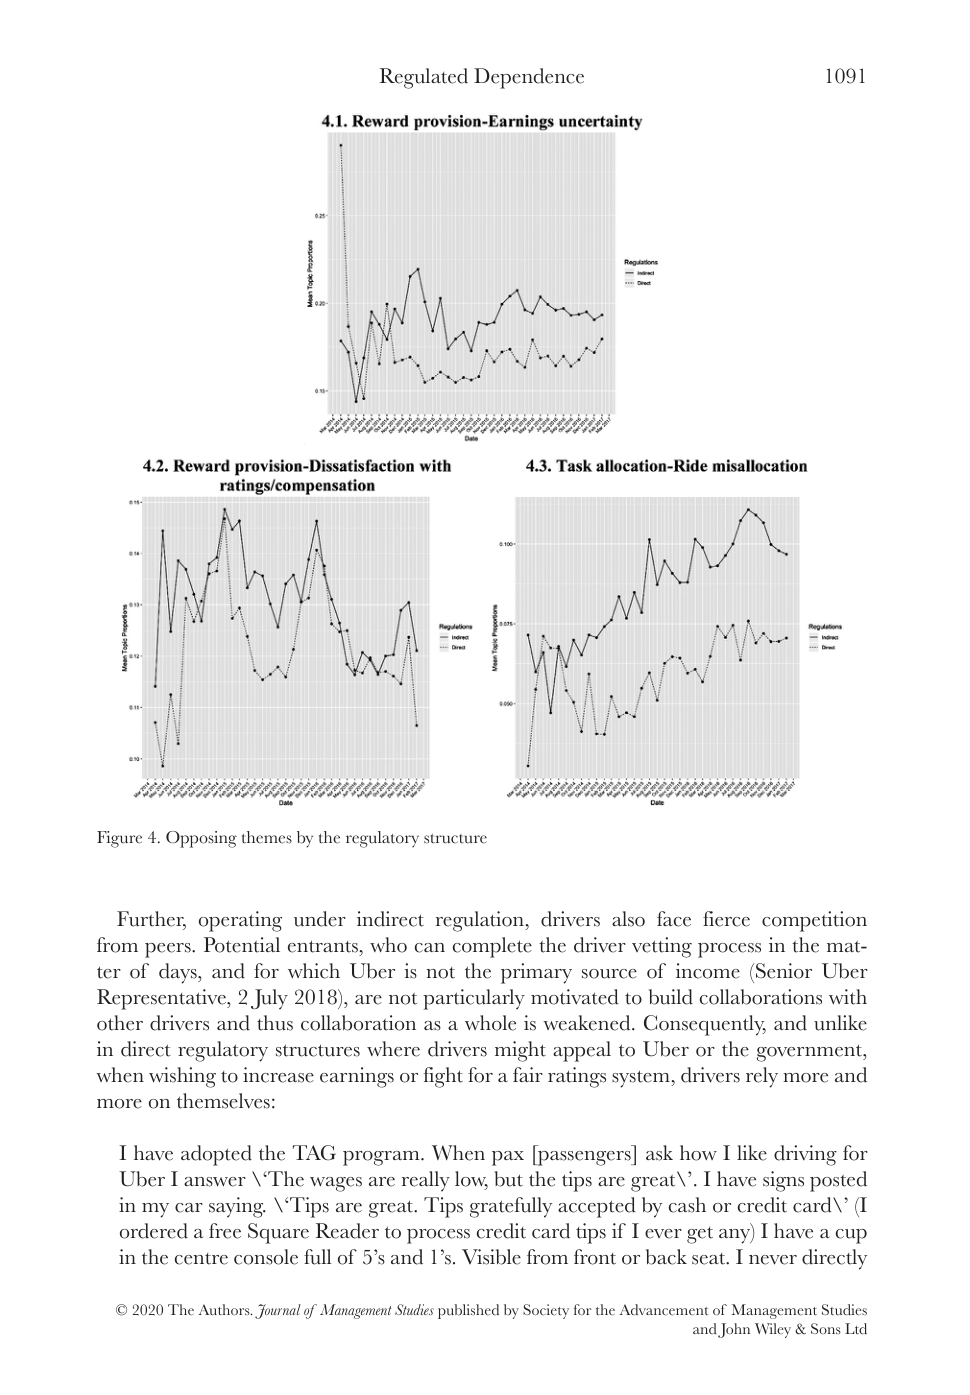 Regulated Dependence 1091
4.1. Reward provision-Earnings uncertainty
0.25
0.20
0.15
Mean Topic Proportions
Date
Regulations
Indirect
Direct
4.2. Reward provision-Dissatisfaction with
ratings/compensation
0.15
0.14
0.13
0.12
0.11
0.10
Mean Topic Proportions
Date
Regulations
Indirect
Direct
4.3. Task allocation-Ride misallocation
0.100
0.075
0.050
Mean Topic Proportions
Date
Regulations
Indirect
Direct
Figure 4. Opposing themes by the regulatory structure
Further, operating under indirect regulation, drivers also face fierce competition
from peers. Potential entrants, who can complete the driver vetting process in the mat-
ter of days, and for which Uber is not the primary source of income (Senior Uber
Representative, 2 July 2018), are not particularly motivated to build collaborations with
other drivers and thus collaboration as a whole is weakened. Consequently, and unlike
in direct regulatory structures where drivers might appeal to Uber or the government,
when wishing to increase earnings or fight for a fair ratings system, drivers rely more and
more on themselves:
I have adopted the TAG program. When pax [passengers] ask how I like driving for
Uber I answer \‘The wages are really low, but the tips are great\’. I have signs posted
in my car saying. \‘Tips are great. Tips gratefully accepted by cash or credit card\’ (I
ordered a free Square Reader to process credit card tips if I ever get any) I have a cup
in the centre console full of 5’s and 1’s. Visible from front or back seat. I never directly
© 2020 The Authors. Journal of Management Studies published by Society for the Advancement of Management Studies
and John Wiley & Sons Ltd